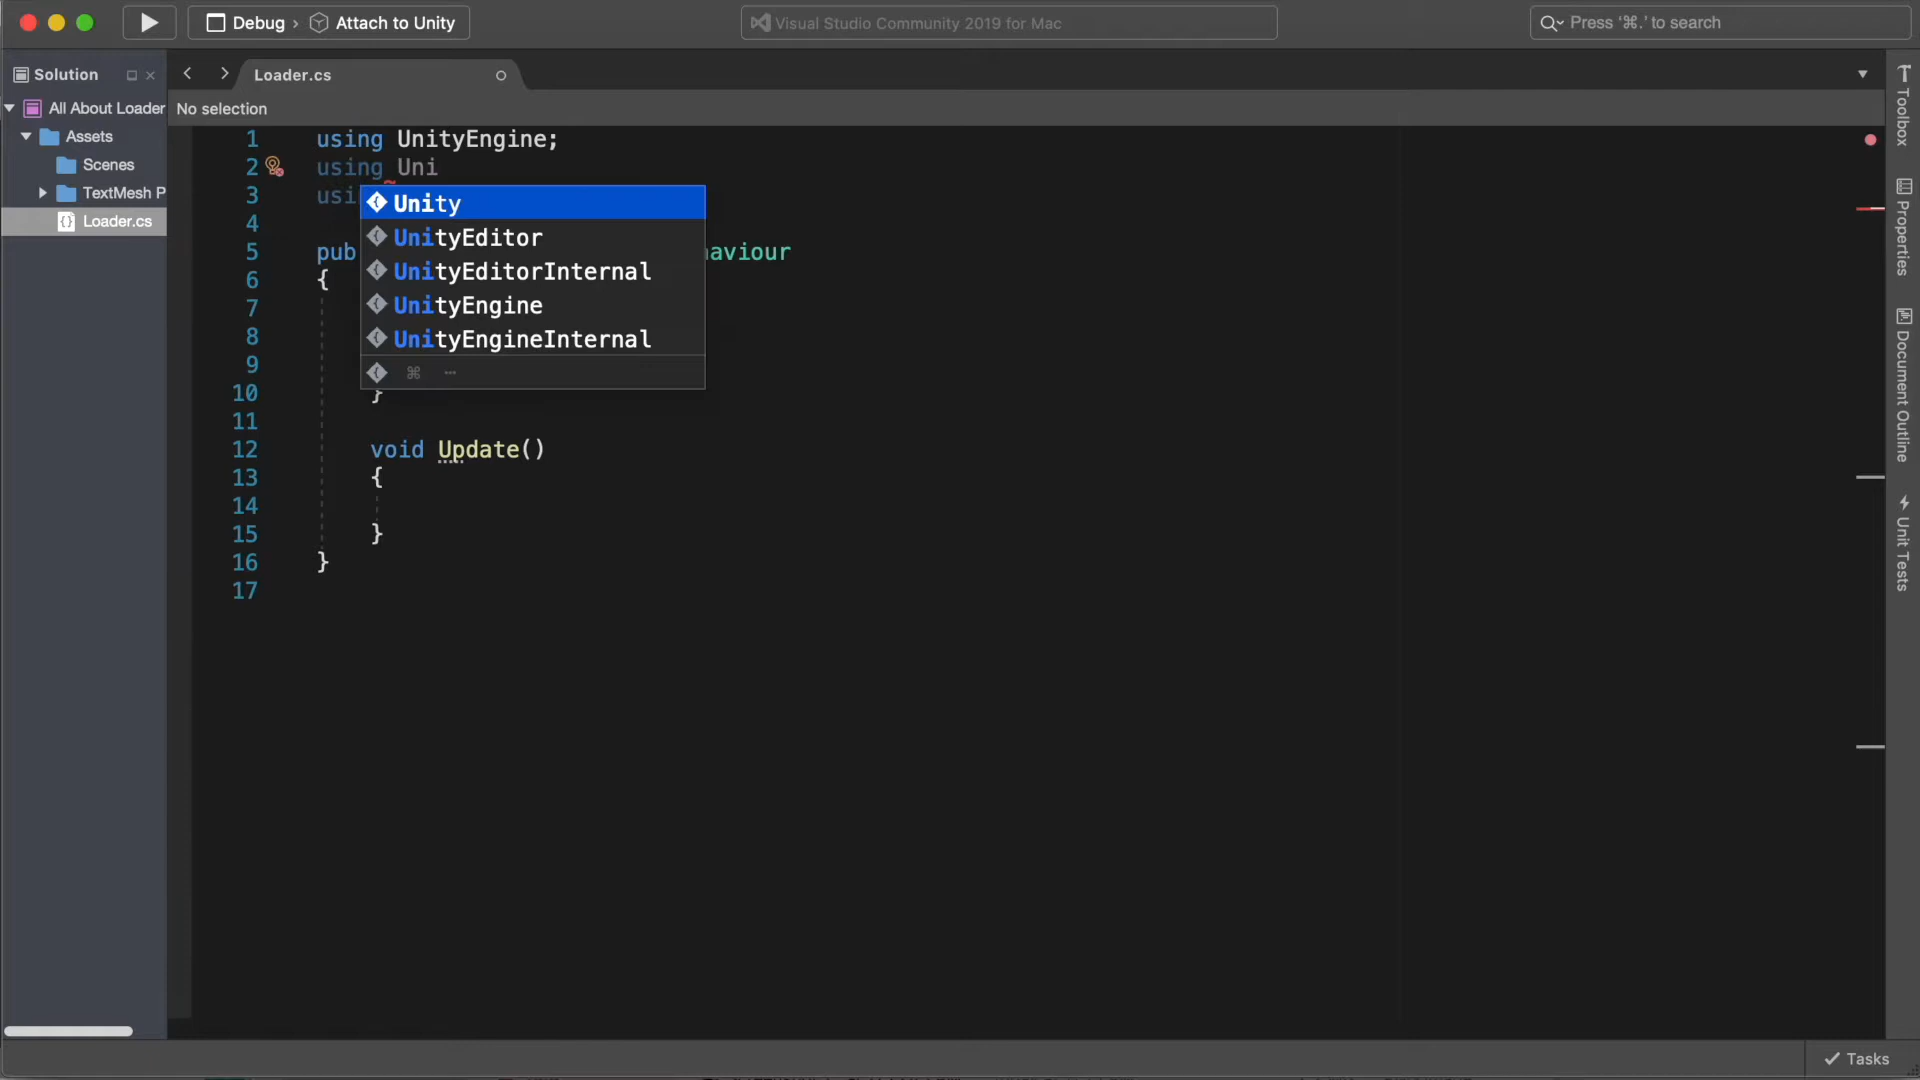 Debug › Attach to Unity
Visual Studio Community 2019 for Mac
Press ‘⌘.’ to search
Solution
Loader.cs
All About Loader
No selection
Assets
Scenes
TextMesh P
Loader.cs
1 using UnityEngine;
2 using Uni
3 usi
4
5 pub aviour
6 {
7
8
9
10 }
11
12 void Update()
13 {
14
15 }
16 }
17
Unity
UnityEditor
UnityEditorInternal
UnityEngine
UnityEngineInternal
⌘ ···
Toolbox
Properties
Document Outline
Unit Tests
Tasks